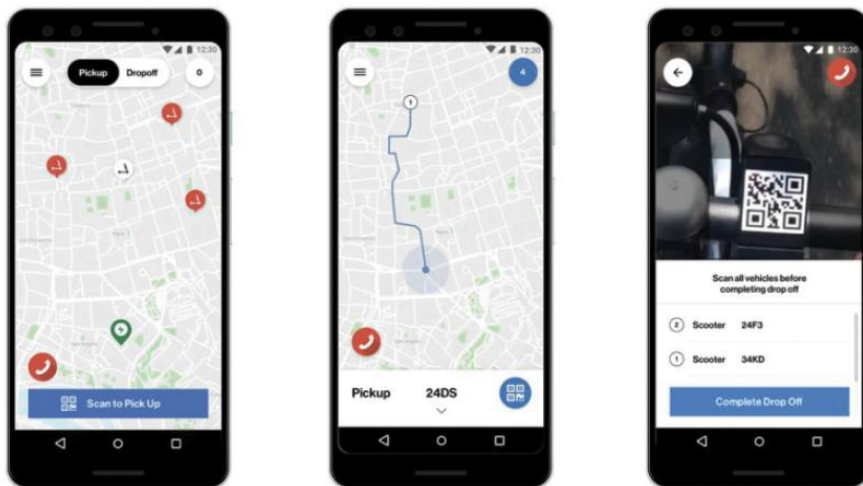 12:30
Pickup
Dropoff
0
Scan to Pick Up
12:30
4
1
Pickup 24DS
12:30
Scan all vehicles before
completing drop off
2 Scooter 24F3
1 Scooter 34KD
Complete Drop Off